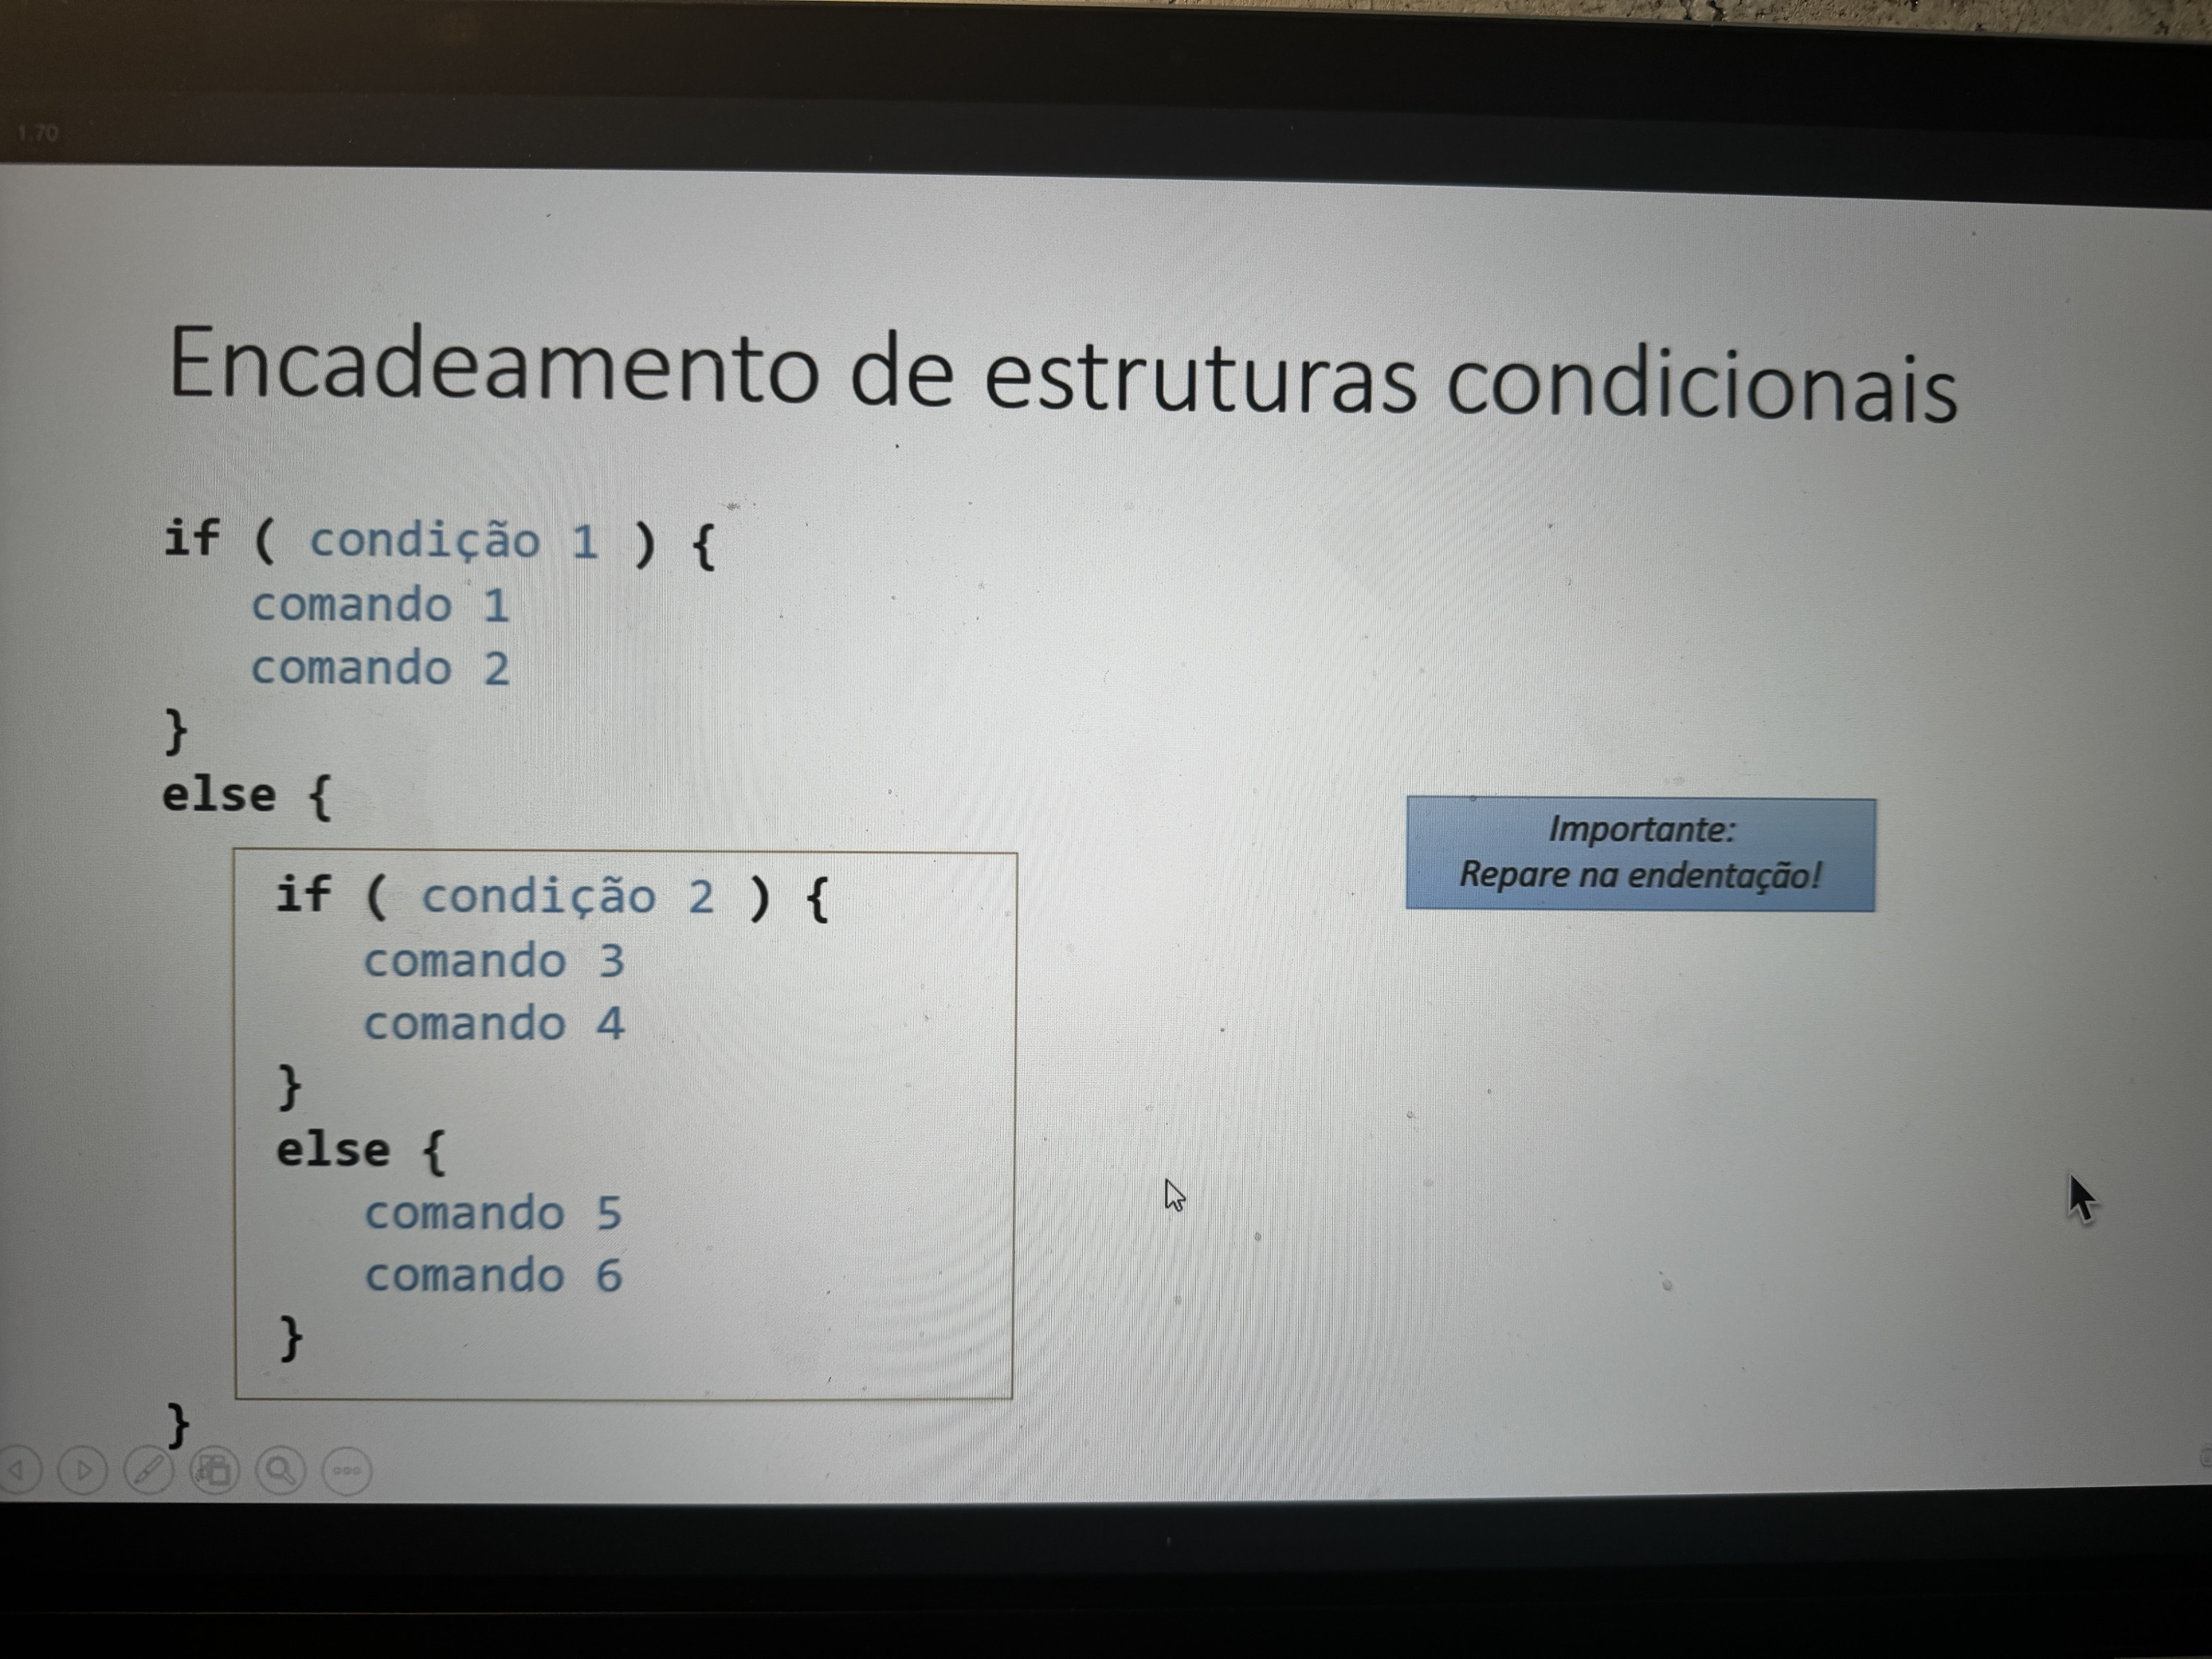 1.70
Encadeamento de estruturas condicionais
if ( condição 1 ) {
comando 1
comando 2
}
else {
if ( condição 2 ) {
comando 3
comando 4
}
else {
comando 5
comando 6
}
}
Importante:
Repare na endentação!